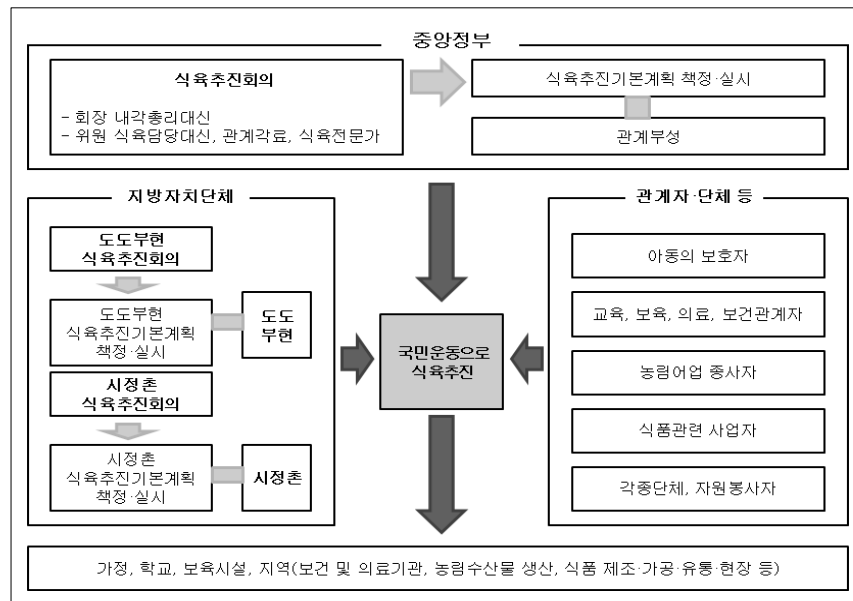 중앙정부
식육추진회의
- 회장 내각총리대신
- 위원 식육담당대신, 관계각료, 식육전문가
식육추진기본계획 책정·실시
관계부성
지방자치단체
도도부현
식육추진회의
도도부현
식육추진기본계획
책정·실시
도도
부현
시정촌
식육추진회의
시정촌
식육추진기본계획
책정·실시
시정촌
국민운동으로
식육추진
관계자·단체 등
아동의 보호자
교육, 보육, 의료, 보건관계자
농림어업 종사자
식품관련 사업자
각종단체, 자원봉사자
가정, 학교, 보육시설, 지역(보건 및 의료기관, 농림수산물 생산, 식품 제조·가공·유통·현장 등)